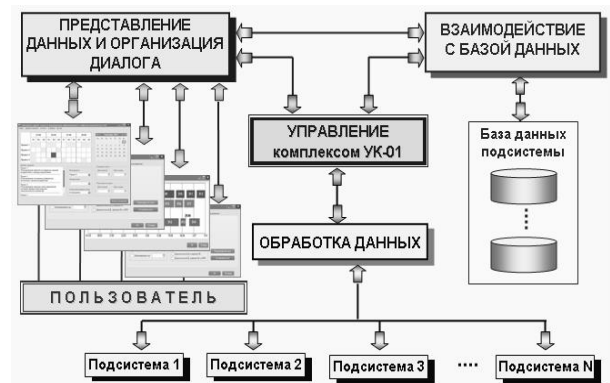 ПРЕДСТАВЛЕНИЕ
ДАННЫХ И ОРГАНИЗАЦИЯ
ДИАЛОГА
ВЗАИМОДЕЙСТВИЕ
С БАЗОЙ ДАННЫХ
УПРАВЛЕНИЕ
комплексом УК-01
База данных
подсистемы
ОБРАБОТКА ДАННЫХ
ПОЛЬЗОВАТЕЛЬ
Подсистема 1
Подсистема 2
Подсистема 3
....
Подсистема N